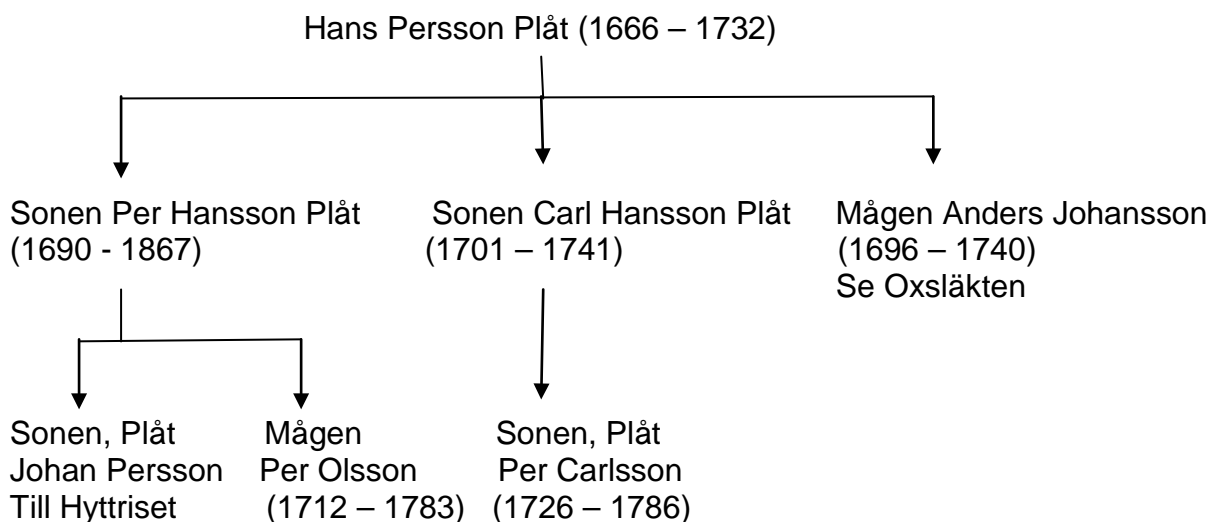 Hans Persson Plåt (1666 – 1732)
Sonen Per Hansson Plåt
(1690 - 1867)
Sonen Carl Hansson Plåt
(1701 – 1741)
Mågen Anders Johansson
(1696 – 1740)
Se Oxsläkten
Sonen, Plåt
Johan Persson
Till Hyttriset
Mågen
Per Olsson
(1712 – 1783)
Sonen, Plåt
Per Carlsson
(1726 – 1786)